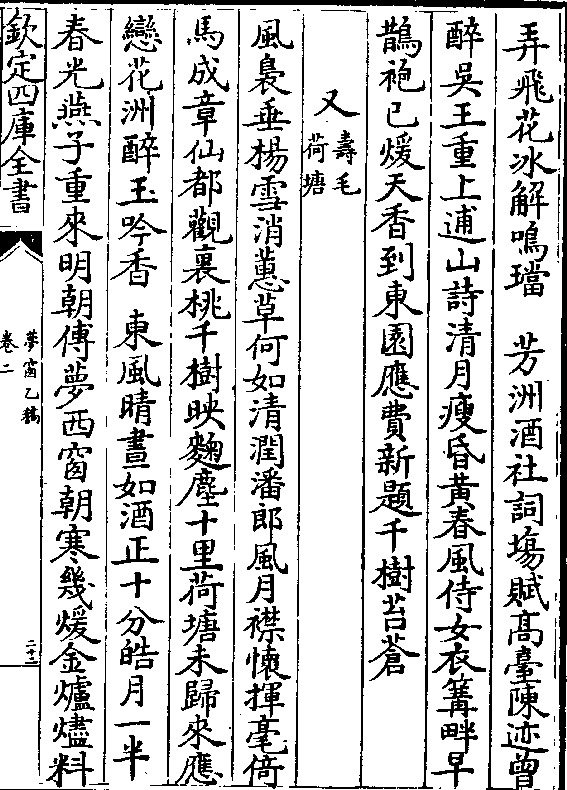 弄飛花冰解鳴璫　芳洲酒社詞塲賦髙臺陳迹曾
醉吳王重上逋山詩清月瘦昏黃春風侍女衣篝畔早
鵲袍已煖天香到東園應費新題千樹苔蒼
又壽毛荷塘
風裊垂楊雪消蕙草何如清潤潘郎風月襟懷揮毫倚
馬成章仙都觀裏桃千樹映麴塵十里荷塘未歸來應
戀花洲醉玉吟香　東風晴晝如酒正十分皓月一半
春光燕子重來明朝傳夢西窗朝寒幾煖金爐燼料
欽定四庫全書
夢窗乙稿
卷二
二十二